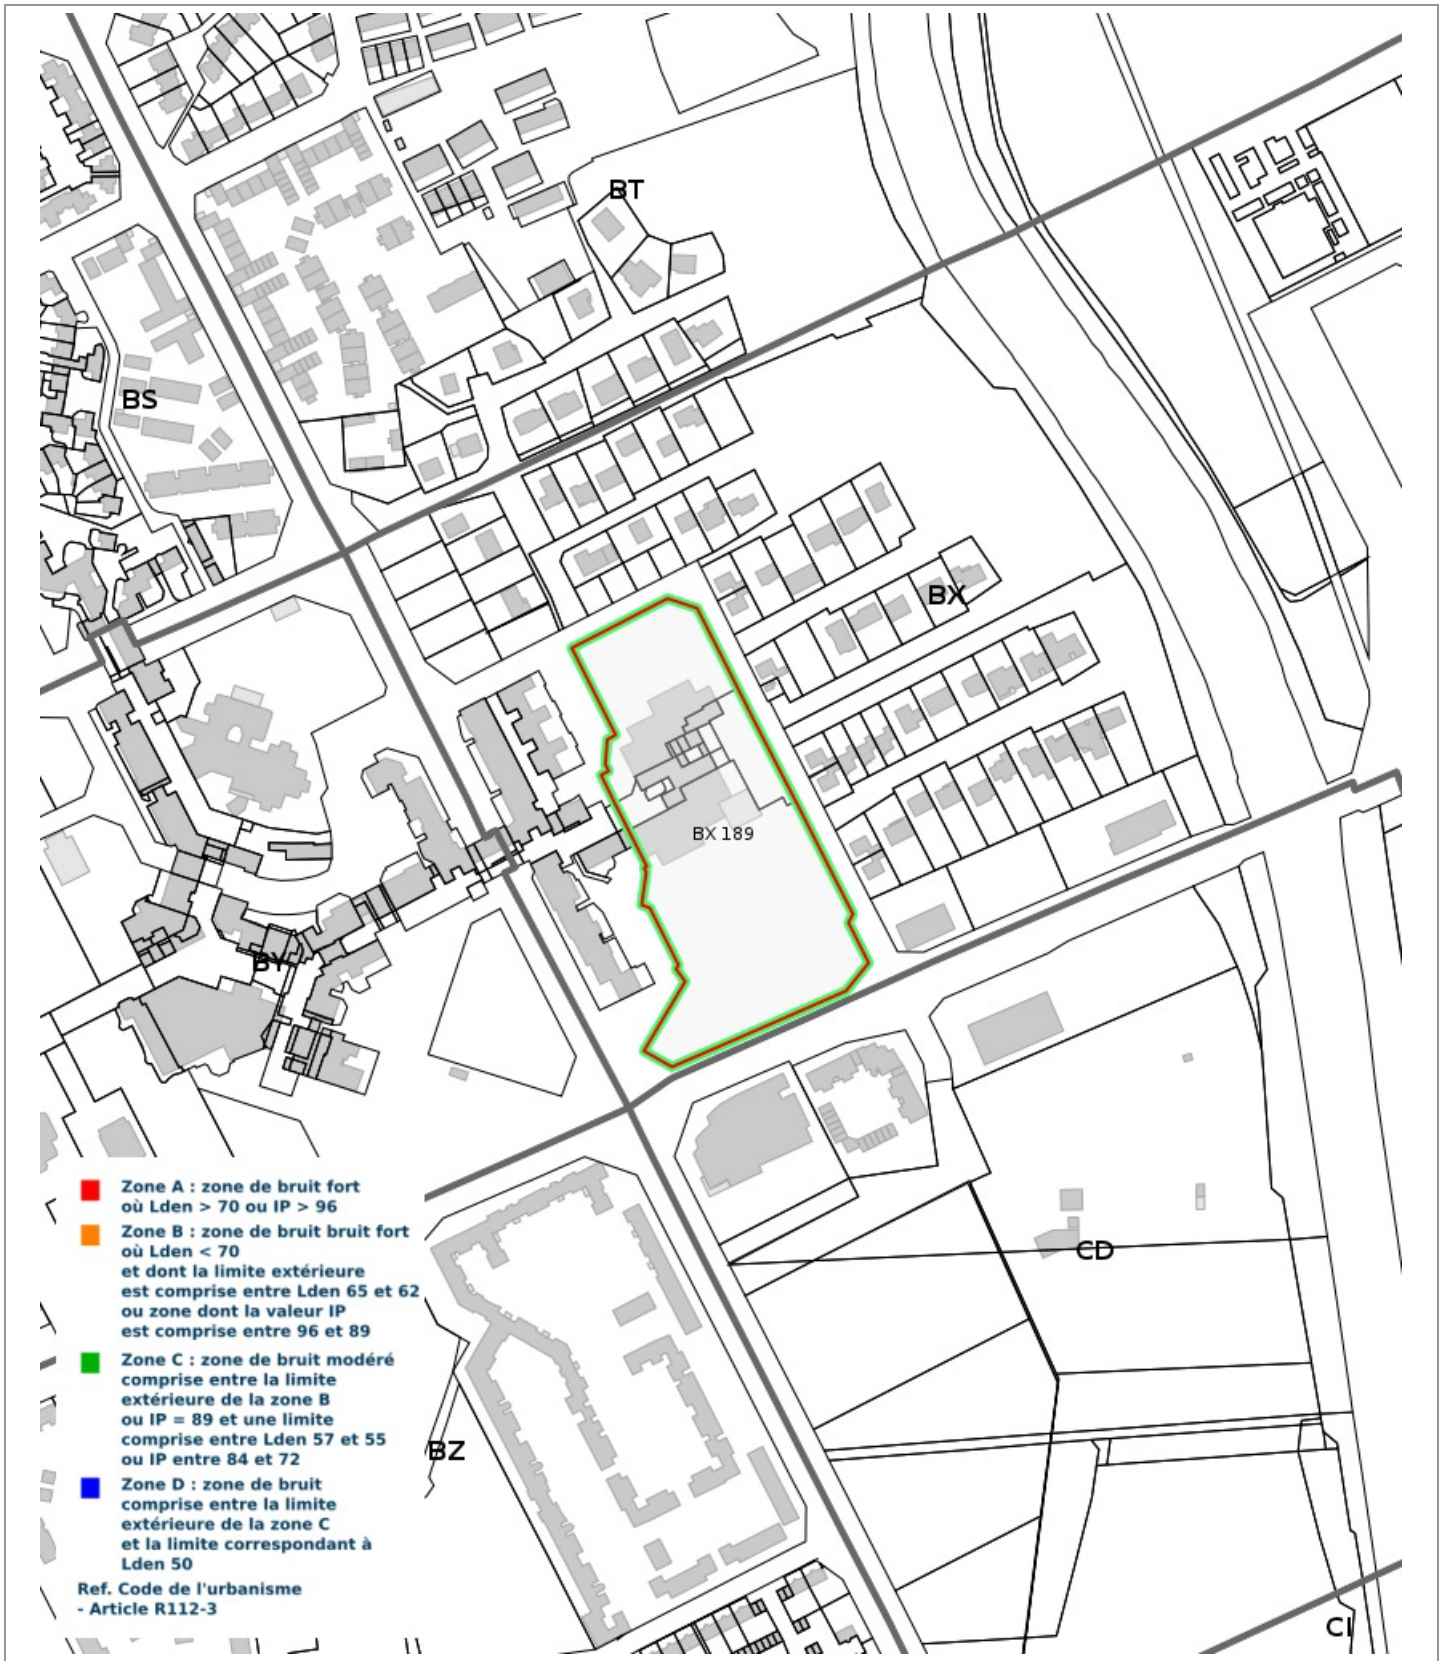 BT
BS
BX
BX 189
BY
CD
BZ
CI
Zone A : zone de bruit fort
où Lden > 70 ou IP > 96
Zone B : zone de bruit bruit fort
où Lden < 70
et dont la limite extérieure
est comprise entre Lden 65 et 62
ou zone dont la valeur IP
est comprise entre 96 et 89
Zone C : zone de bruit modéré
comprise entre la limite
extérieure de la zone B
ou IP = 89 et une limite
comprise entre Lden 57 et 55
ou IP entre 84 et 72
Zone D : zone de bruit
comprise entre la limite
extérieure de la zone C
et la limite correspondant à
Lden 50
Ref. Code de l'urbanisme
- Article R112-3